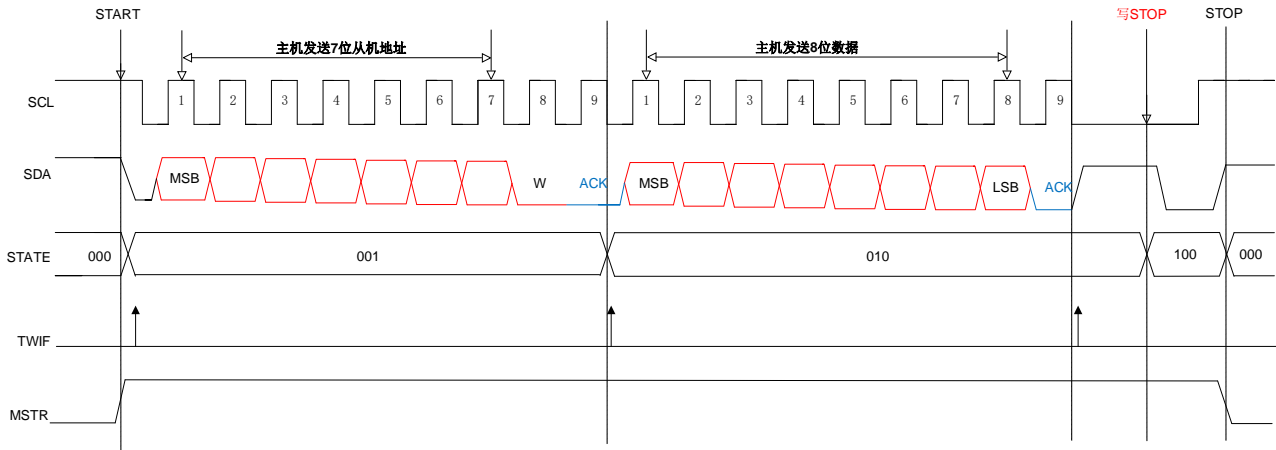 START
写STOP
STOP
主机发送7位从机地址
主机发送8位数据
SCL
1 2 3 4 5 6 7 8 9 1 2 3 4 5 6 7 8 9
SDA
MSB W ACK MSB LSB ACK
STATE
000 001 010 100 000
TWIF
MSTR